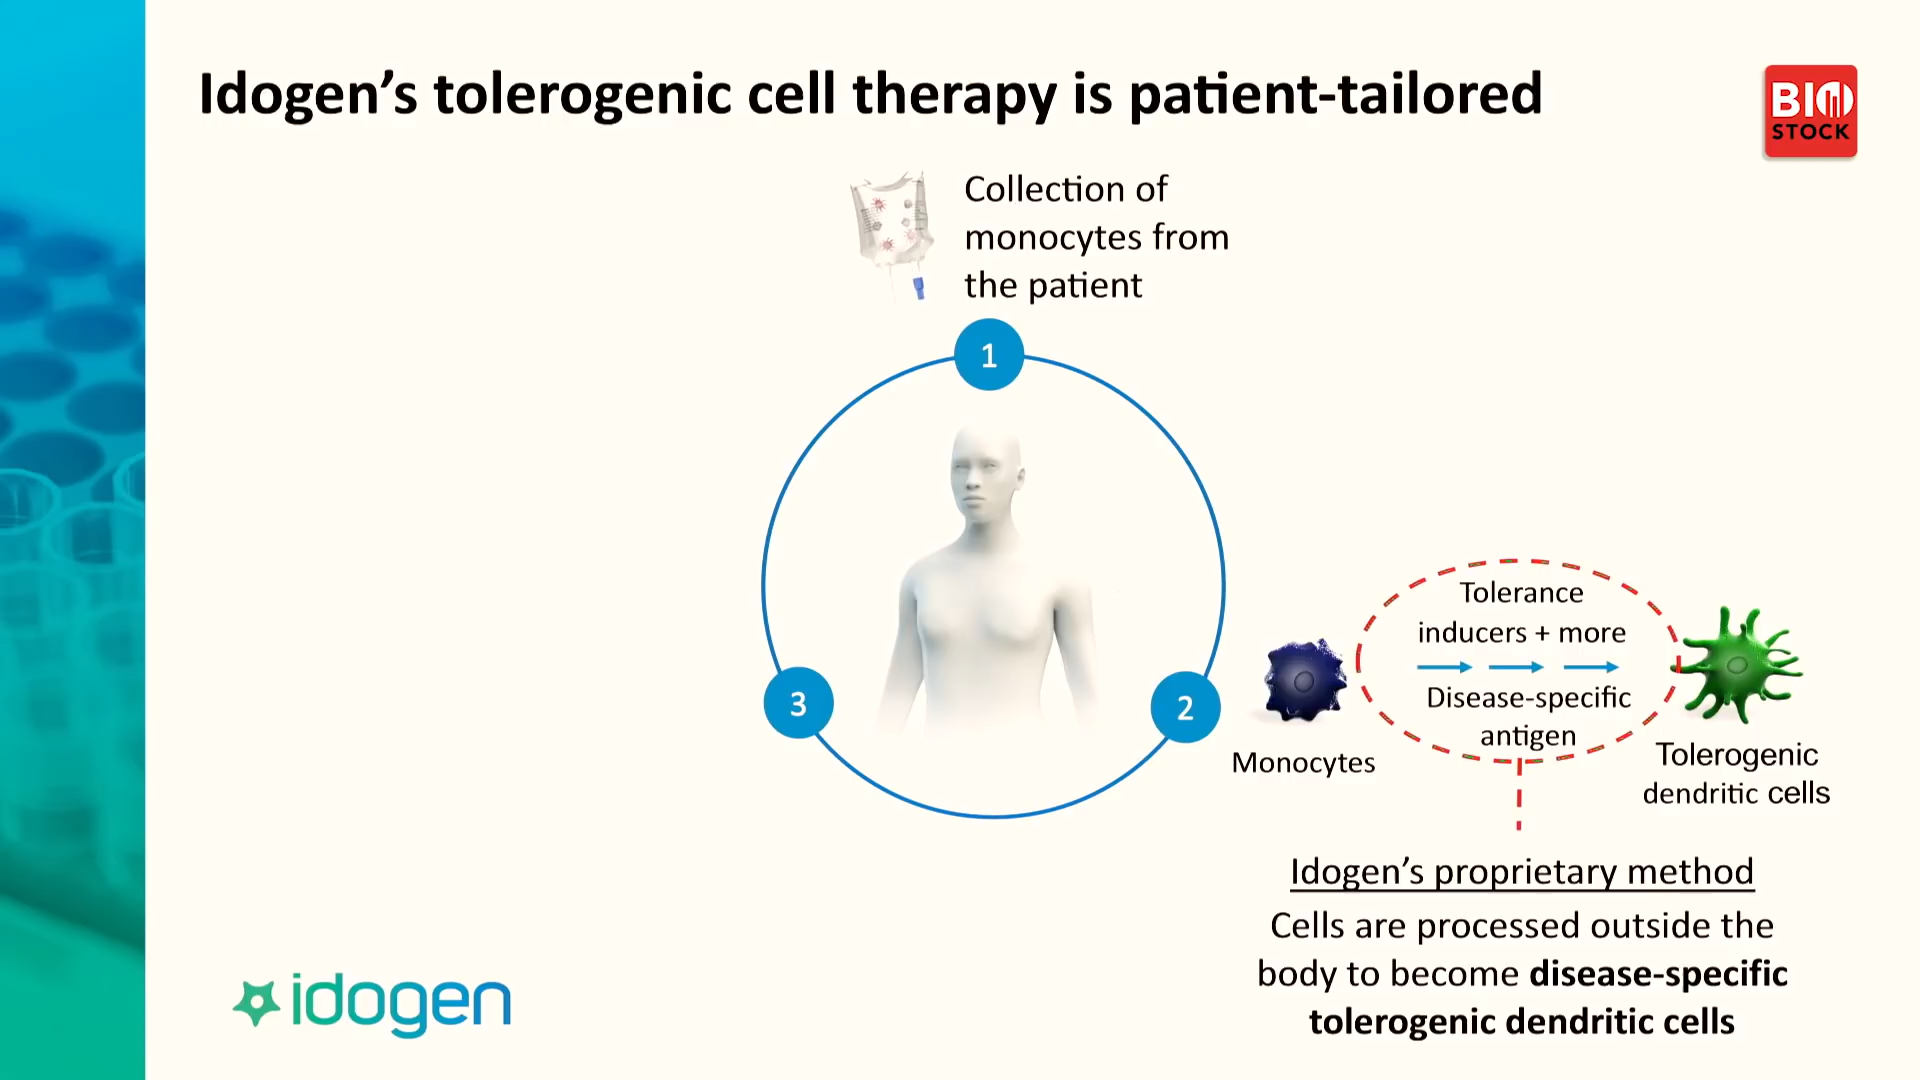 Idogen’s tolerogenic cell therapy is patient-tailored
BIO
STOCK
Collection of
monocytes from
the patient
1
3
2
Tolerance
inducers + more
Disease-specific
antigen
Monocytes
Tolerogenic
dendritic cells
Idogen’s proprietary method
Cells are processed outside the
body to become disease-specific
tolerogenic dendritic cells
idogen